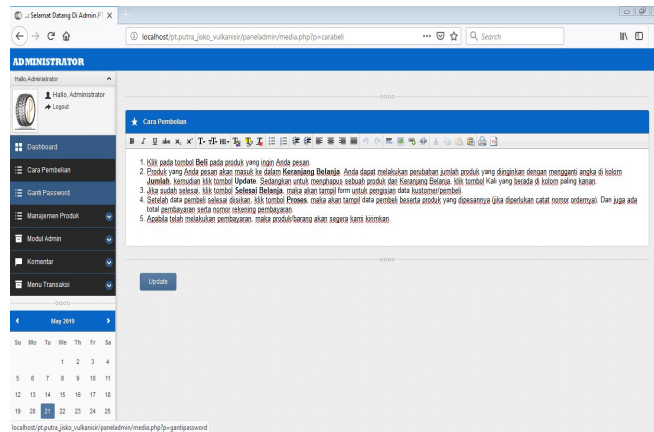 .: Selamat Datang Di Admin PT
localhost/pt.putra_jisko_vulkanisir/paneladmin/media.php?p=carabeli
Search
ADMINISTRATOR
Hallo,Administrator
Hallo, Administrator
Logout
Dashboard
Cara Pembelian
Ganti Password
Manajemen Produk
Modul Admin
Komentar
Menu Transaksi
May 2019
Su Mo Tu We Th Fr Sa
1 2 3 4
5 6 7 8 9 10 11
12 13 14 15 16 17 18
19 20 21 22 23 24 25
Cara Pembelian
1. Klik pada tombol Beli pada produk yang ingin Anda pesan.
2. Produk yang Anda pesan akan masuk ke dalam Keranjang Belanja. Anda dapat melakukan perubahan jumlah produk yang diinginkan dengan mengganti angka di kolom
Jumlah, kemudian klik tombol Update. Sedangkan untuk menghapus sebuah produk dari Keranjang Belanja, klik tombol Kali yang berada di kolom paling kanan.
3. Jika sudah selesai, klik tombol Selesai Belanja, maka akan tampil form untuk pengisian data kustomer/pembeli.
4. Setelah data pembeli selesai diisikan, klik tombol Proses, maka akan tampil data pembeli beserta produk yang dipesannya (jika diperlukan catat nomor ordernya). Dan juga ada
total pembayaran serta nomor rekening pembayaran.
5. Apabila telah melakukan pembayaran, maka produk/barang akan segera kami kirimkan.
Update
localhost/pt.putra_jisko_vulkanisir/paneladmin/media.php?p=gantipassword